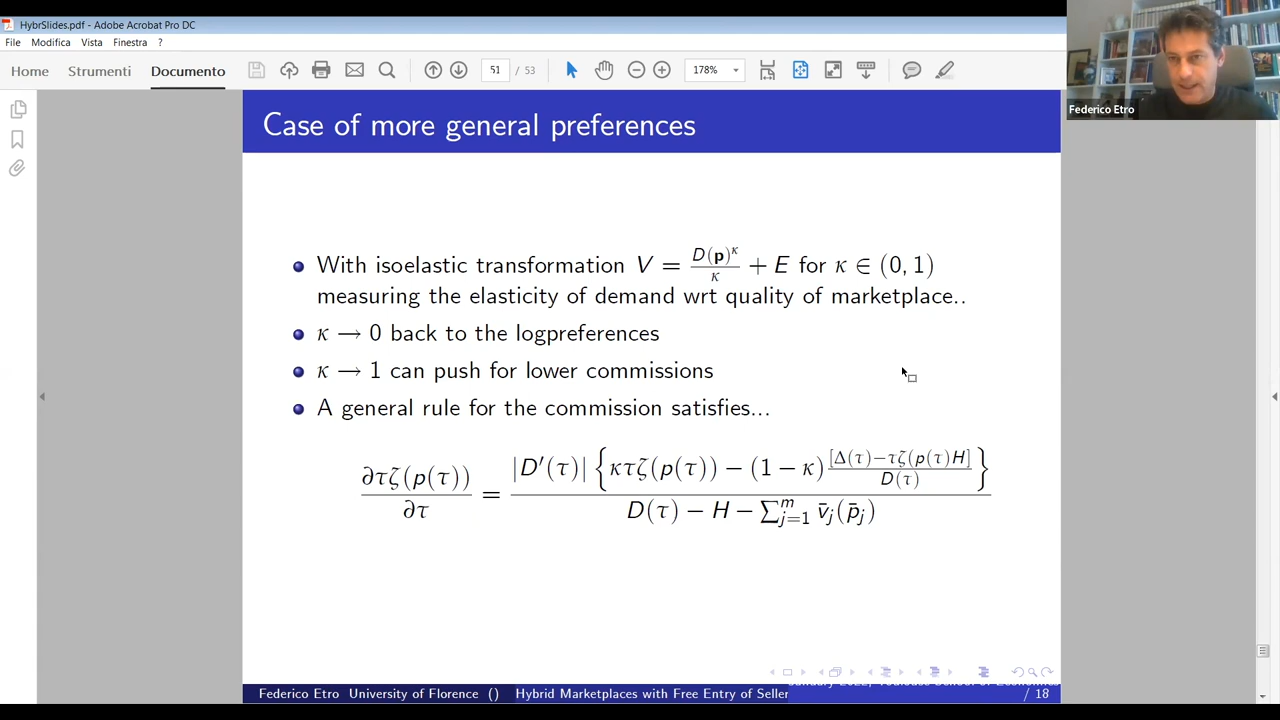 HybrSlides.pdf - Adobe Acrobat Pro DC
File Modifica Vista Finestra ?
Home Strumenti Documento 51 / 53 178%
Federico Etro
Case of more general preferences
With isoelastic transformation V = D(p)^κ / κ + E for κ ∈ (0, 1)
measuring the elasticity of demand wrt quality of marketplace..
κ → 0 back to the logpreferences
κ → 1 can push for lower commissions
A general rule for the commission satisfies...
∂τζ(p(τ)) / ∂τ = |D′(τ)| { κτζ(p(τ)) − (1 − κ) [Δ(τ)−τζ(p(τ)H] / D(τ) } / D(τ) − H − ∑_{j=1}^{m} v̄_j(p̄_j)
Federico Etro University of Florence () Hybrid Marketplaces with Free Entry of Seller
/ 18